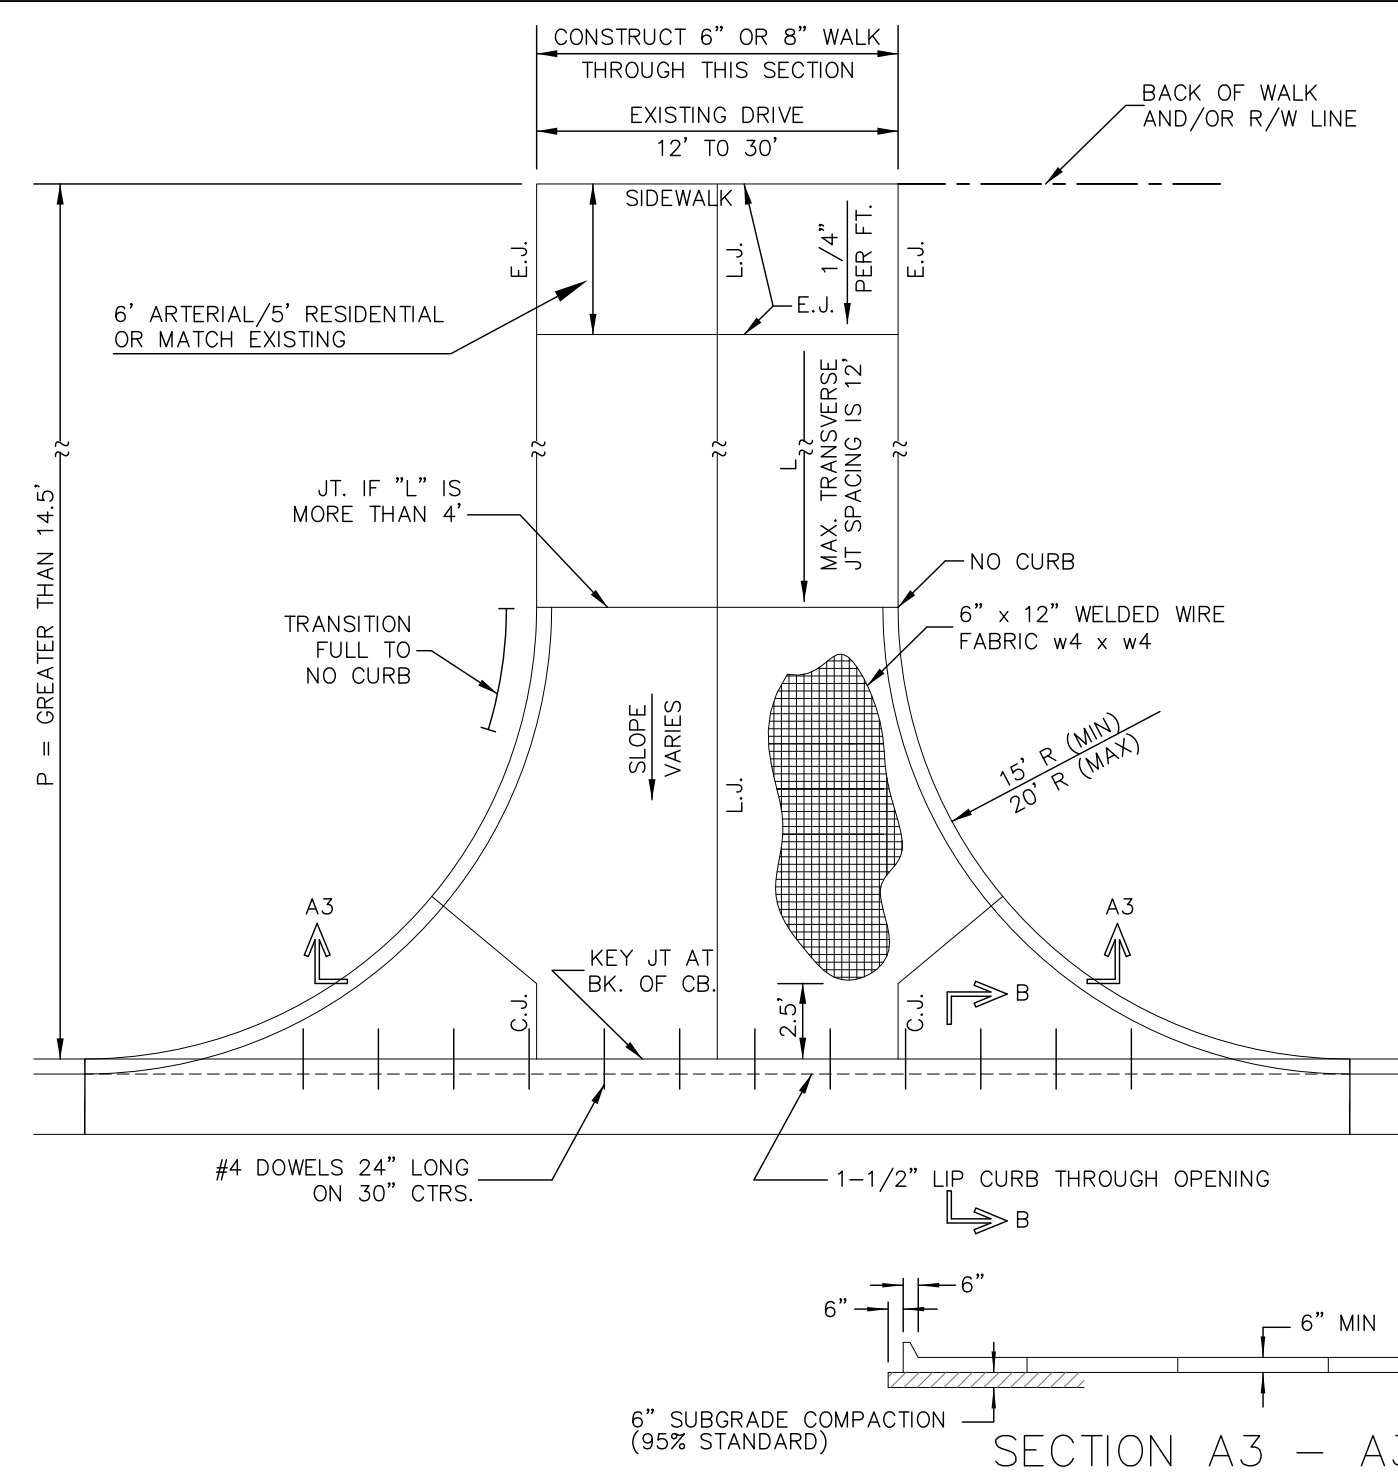 CONSTRUCT 6" OR 8" WALK
THROUGH THIS SECTION
EXISTING DRIVE
12' TO 30'
BACK OF WALK
AND/OR R/W LINE
SIDEWALK
E.J.
L.J.
1/4"
PER FT.
E.J.
E.J.
6' ARTERIAL/5' RESIDENTIAL
OR MATCH EXISTING
L
MAX. TRANSVERSE
JT SPACING IS 12'
P = GREATER THAN 14.5'
JT. IF "L" IS
MORE THAN 4'
NO CURB
6" x 12" WELDED WIRE
FABRIC w4 x w4
TRANSITION
FULL TO
NO CURB
SLOPE
VARIES
L.J.
15' R (MIN)
20' R (MAX)
A3
A3
KEY JT AT
BK. OF CB.
C.J.
2.5'
C.J.
B
#4 DOWELS 24" LONG
ON 30" CTRS.
1-1/2" LIP CURB THROUGH OPENING
B
6"
6"
6" MIN
6" SUBGRADE COMPACTION
(95% STANDARD)
SECTION A3 - A3